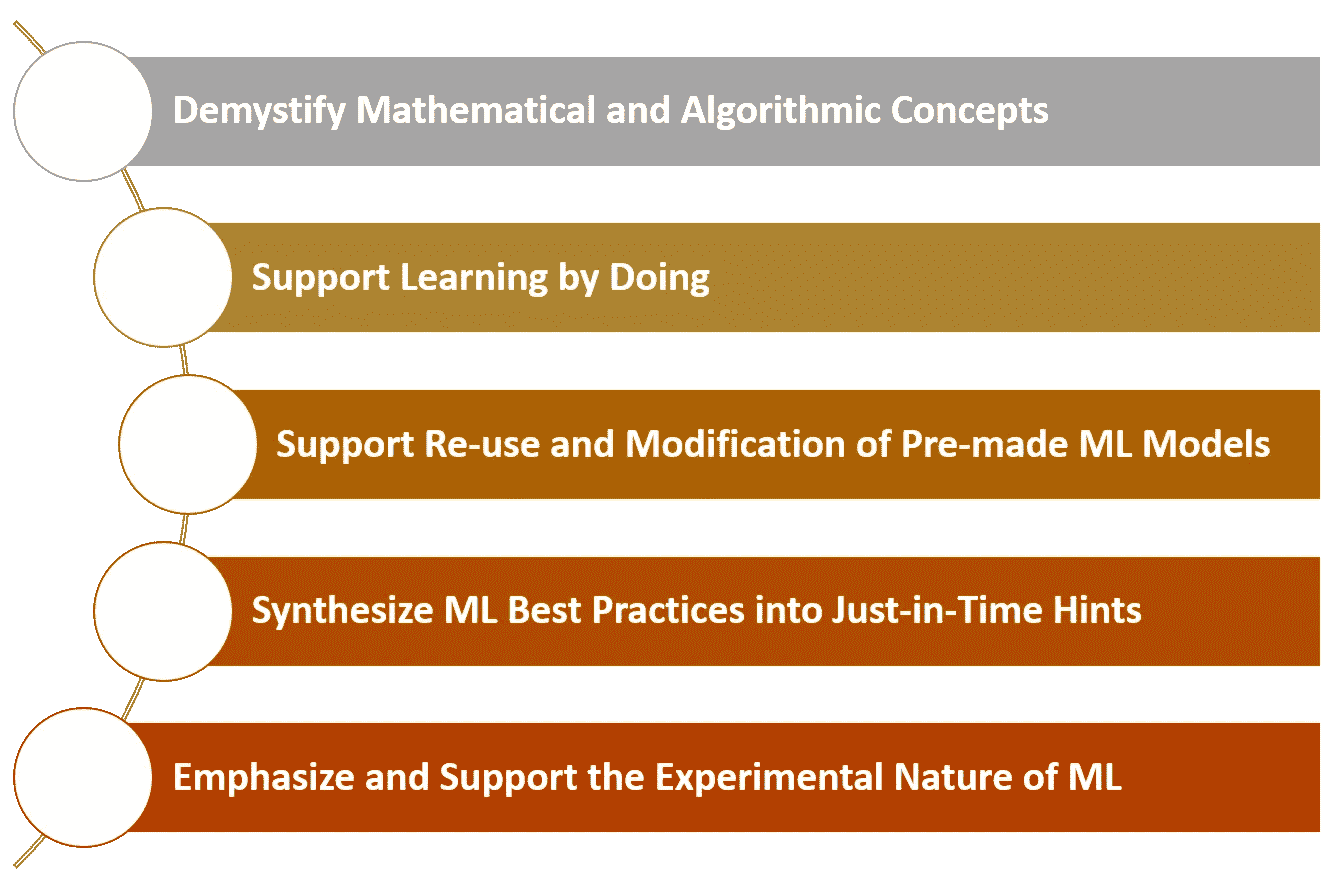 Demystify Mathematical and Algorithmic Concepts
Support Learning by Doing
Support Re-use and Modification of Pre-made ML Models
Synthesize ML Best Practices into Just-in-Time Hints
Emphasize and Support the Experimental Nature of ML